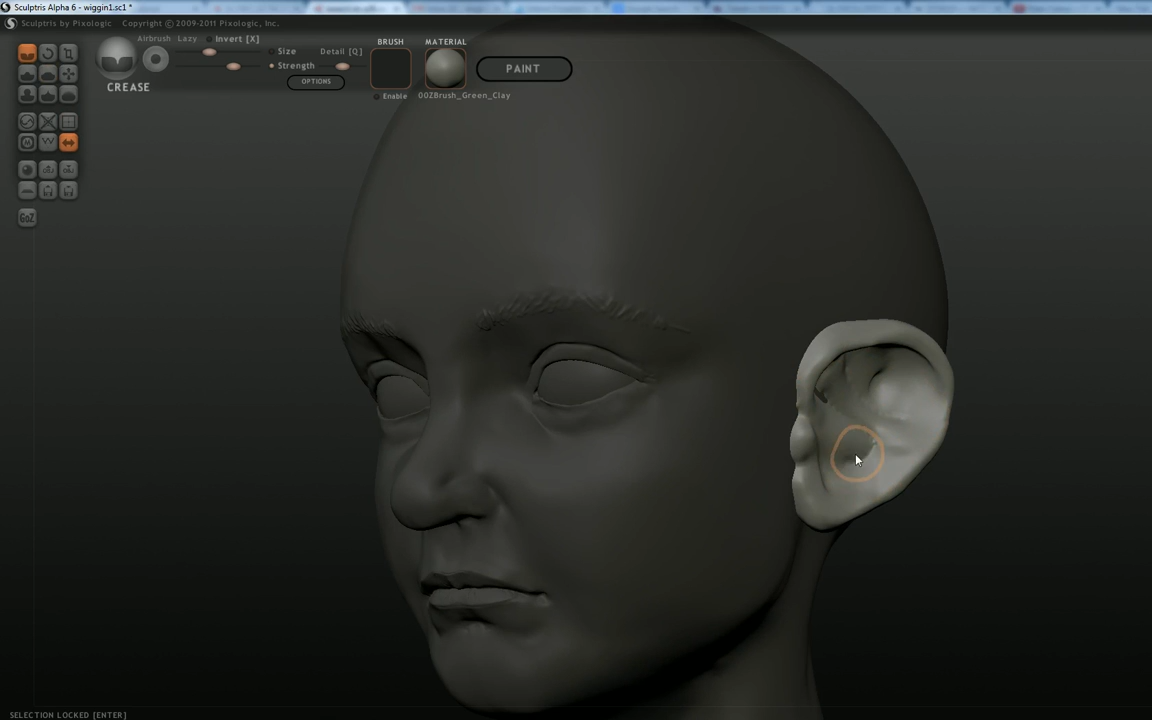 Sculptris Alpha 6 - wiggin1.sc1 *
Sculptris by Pixologic   Copyright © 2009-2011 Pixologic, Inc.
Airbrush Lazy Invert [X]
Size Detail [Q]
Strength
OPTIONS
CREASE
BRUSH
Enable
MATERIAL
00ZBrush_Green_Clay
PAINT
GoZ
SELECTION LOCKED [ENTER]